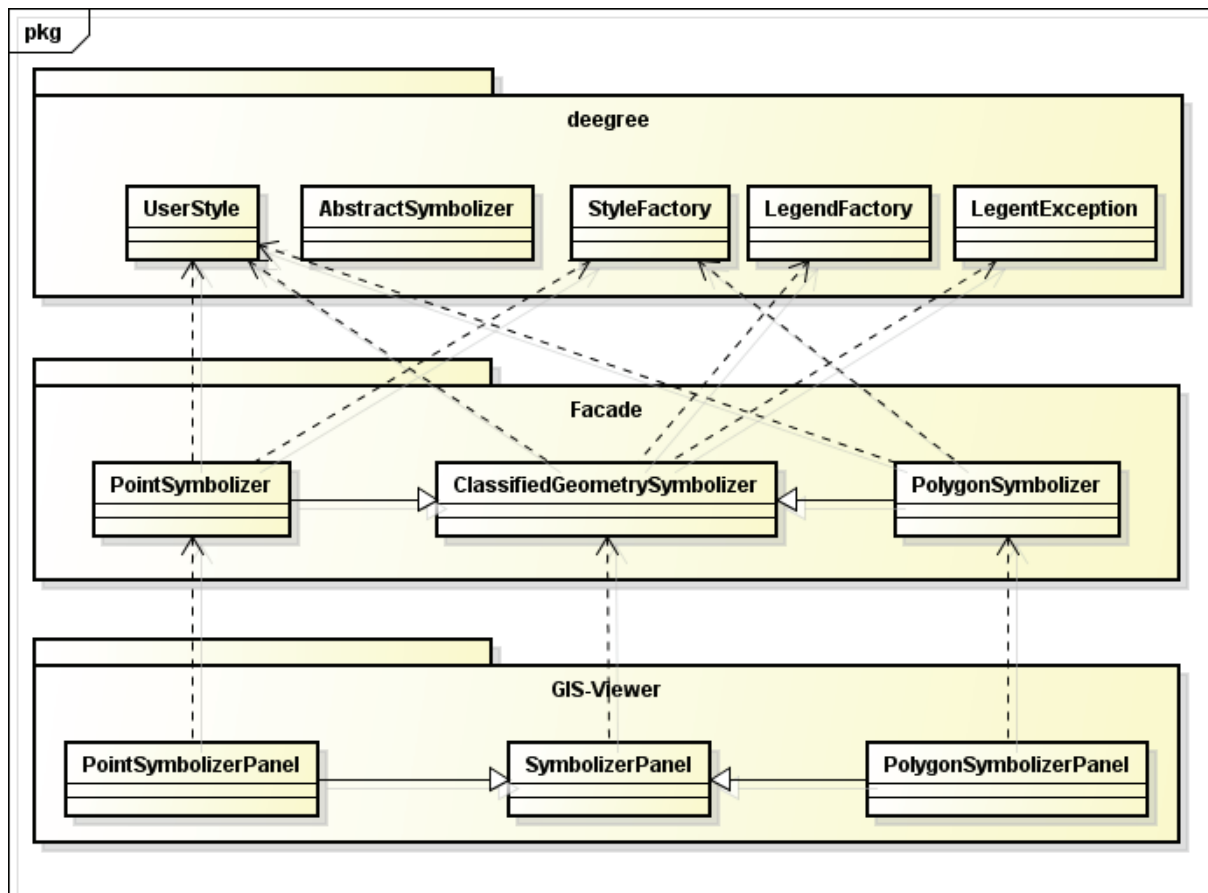 pkg
deegree
UserStyle
AbstractSymbolizer
StyleFactory
LegendFactory
LegentException
Facade
PointSymbolizer
ClassifiedGeometrySymbolizer
PolygonSymbolizer
GIS-Viewer
PointSymbolizerPanel
SymbolizerPanel
PolygonSymbolizerPanel